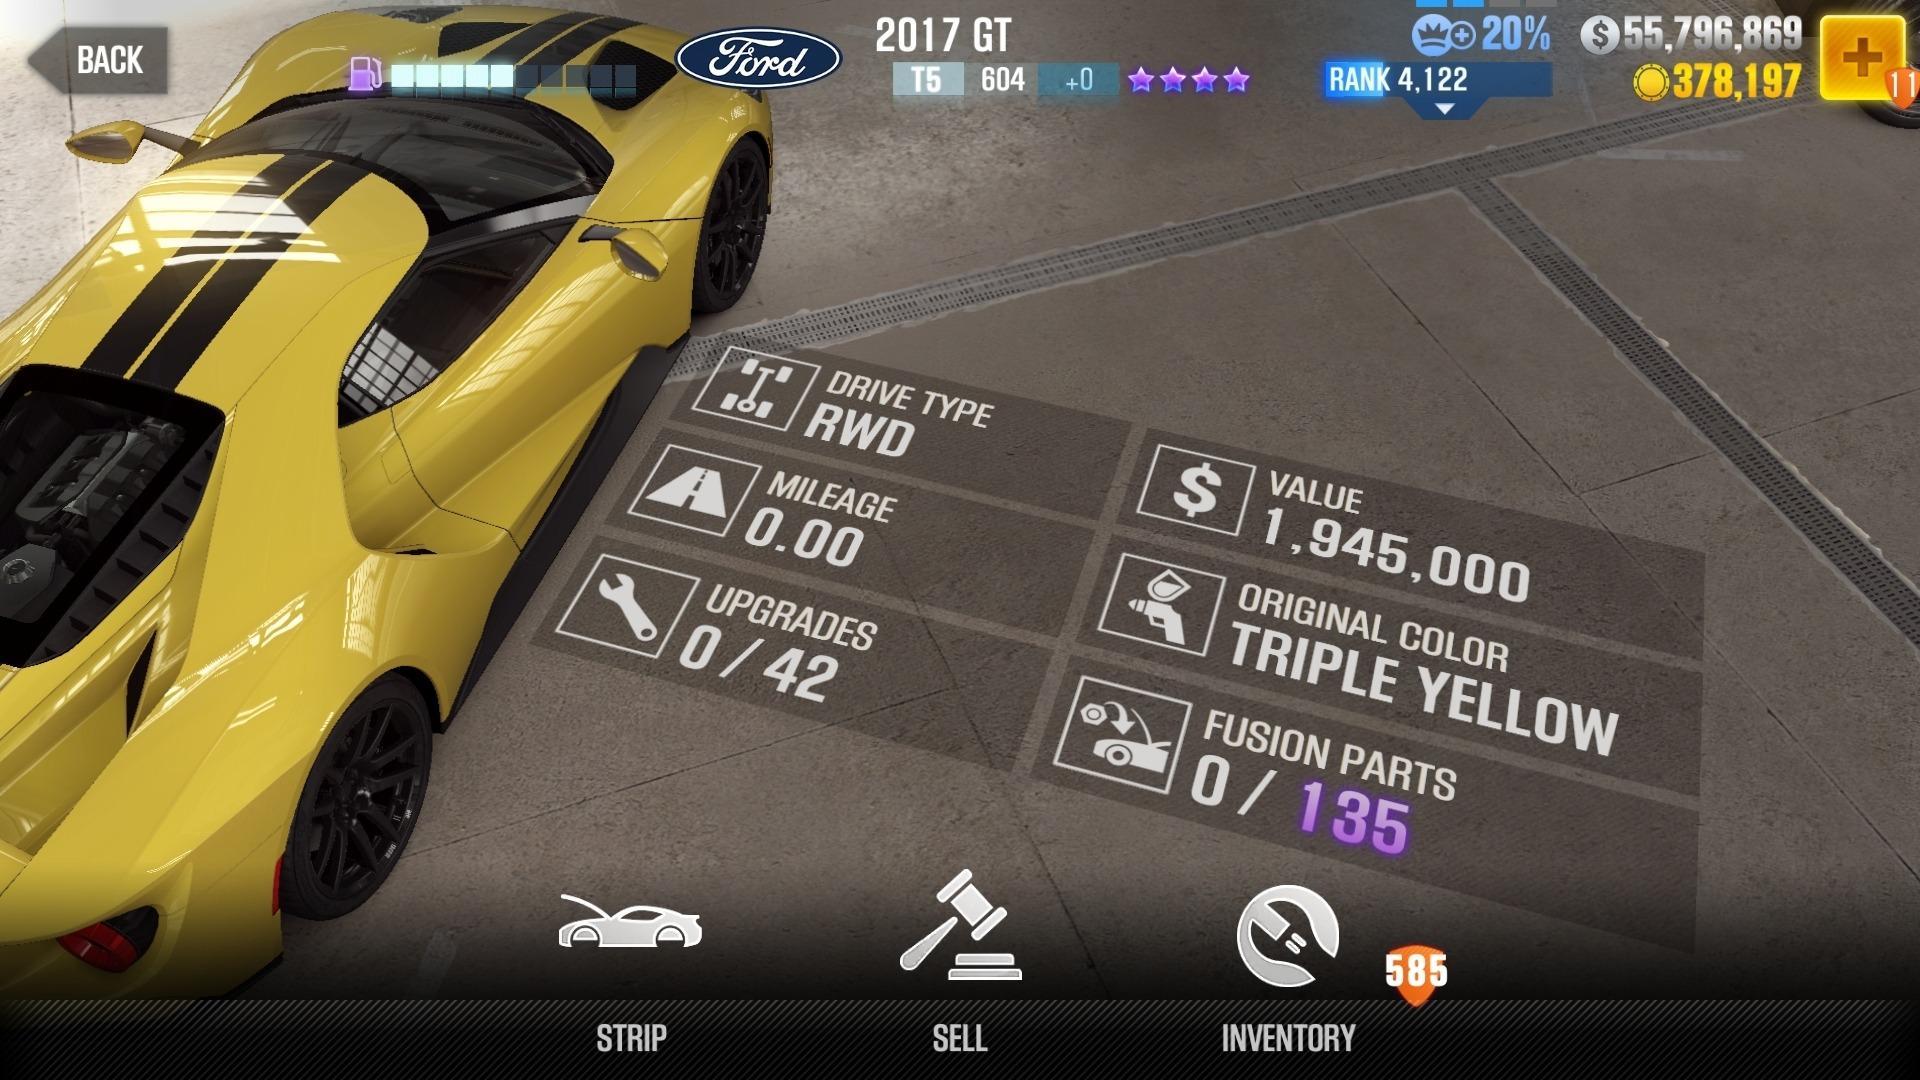 BACK
Ford
2017 GT
T5 604 +0
20%
RANK 4,122
55,796,869
378,197
11
DRIVE TYPE
RWD
MILEAGE
0.00
UPGRADES
0/42
VALUE
1,945,000
ORIGINAL COLOR
TRIPLE YELLOW
FUSION PARTS
0/ 135
585
STRIP
SELL
INVENTORY